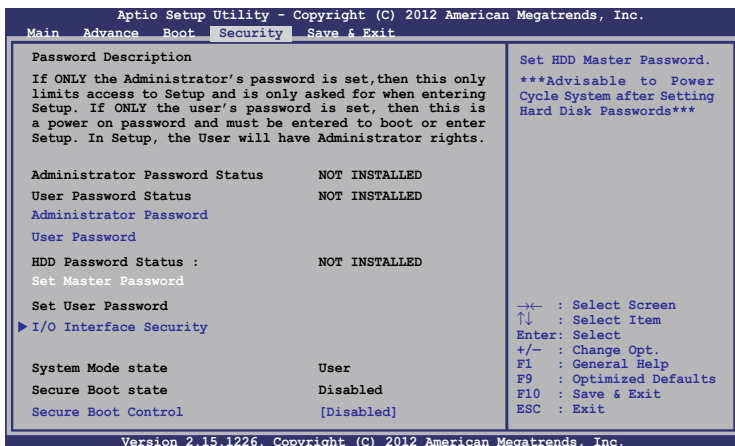 Aptio Setup Utility - Copyright (C) 2012 American Megatrends, Inc.
Main Advance Boot Security Save & Exit
Password Description
If ONLY the Administrator's password is set,then this only
limits access to Setup and is only asked for when entering
Setup. If ONLY the user's password is set, then this is
a power on password and must be entered to boot or enter
Setup. In Setup, the User will have Administrator rights.
Administrator Password Status NOT INSTALLED
User Password Status NOT INSTALLED
Administrator Password
User Password
HDD Password Status : NOT INSTALLED
Set Master Password
Set User Password
I/O Interface Security
System Mode state User
Secure Boot state Disabled
Secure Boot Control [Disabled]
Set HDD Master Password.
***Advisable to Power
Cycle System after Setting
Hard Disk Passwords***
→← : Select Screen
↑↓ : Select Item
Enter: Select
+/— : Change Opt.
F1 : General Help
F9 : Optimized Defaults
F10 : Save & Exit
ESC : Exit
Version 2.15.1226. Copyright (C) 2012 American Megatrends, Inc.